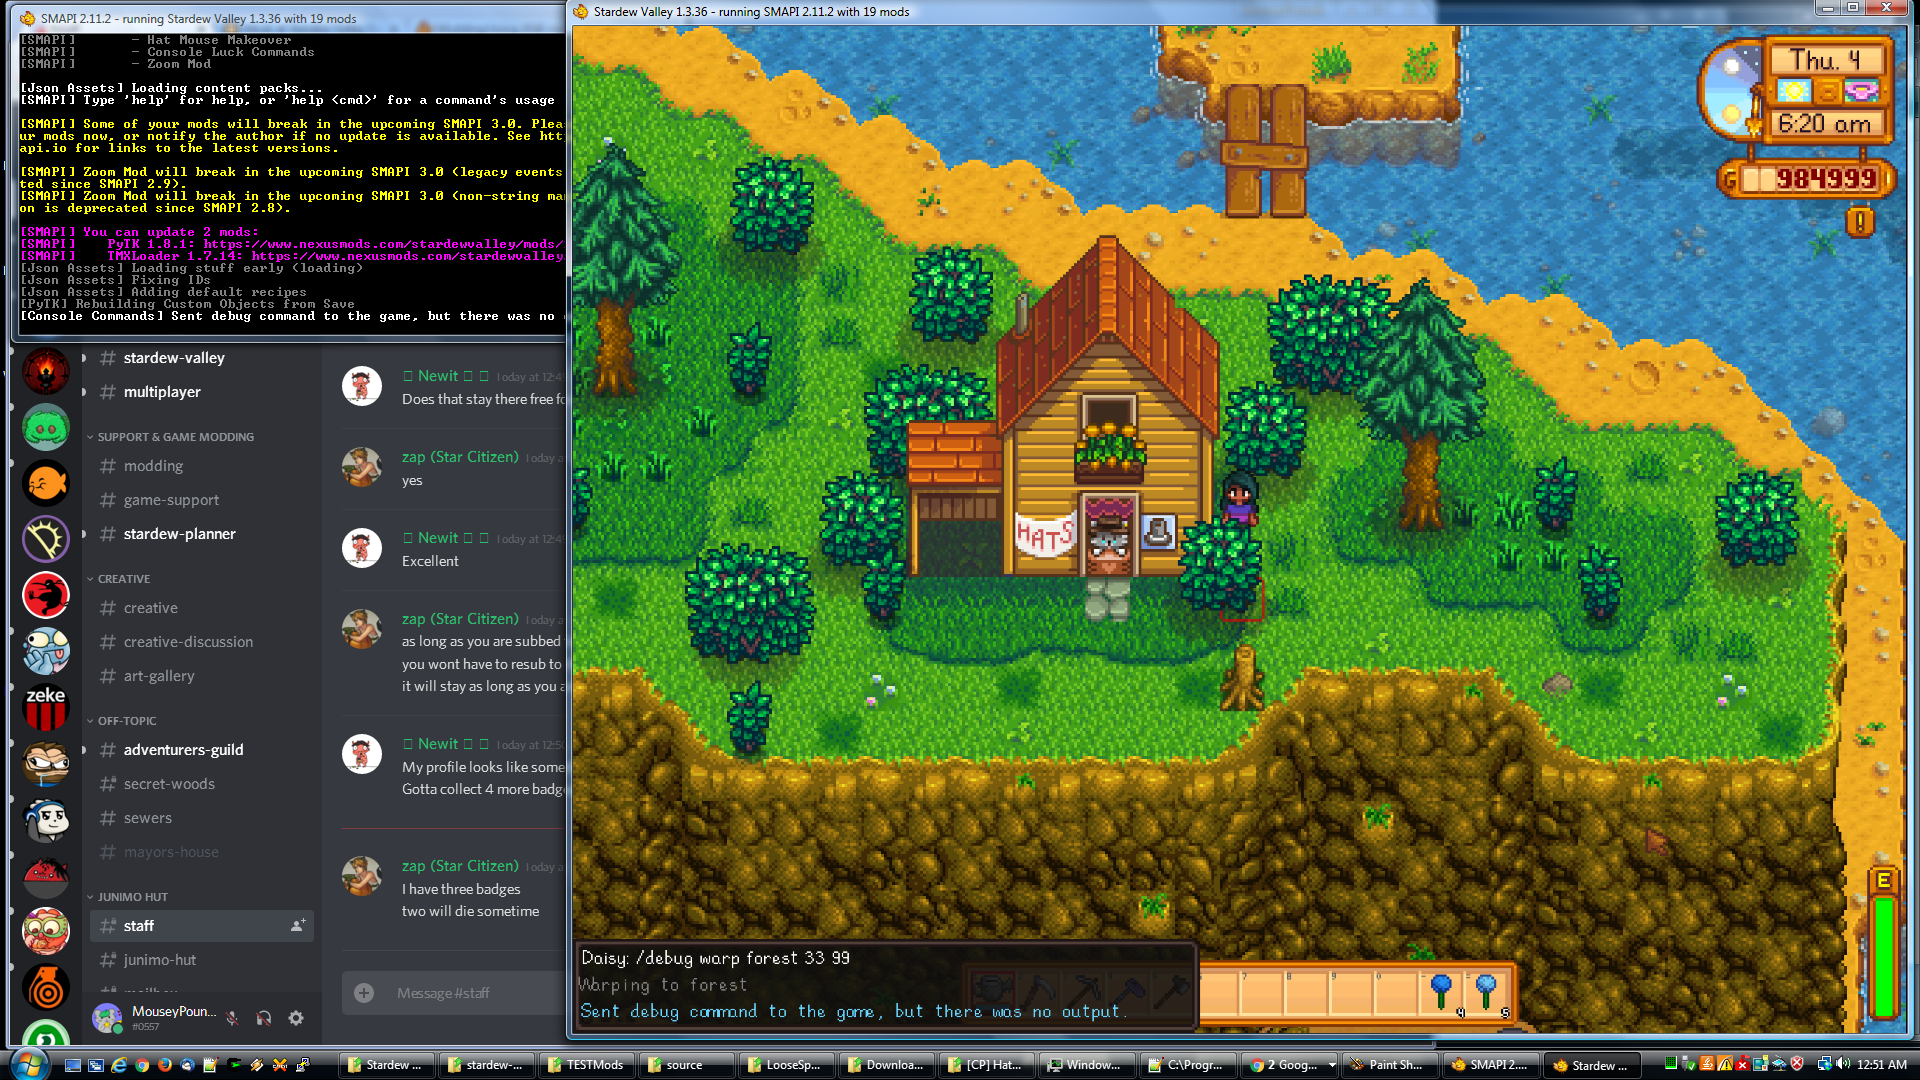 SMAPI 2.11.2 - running Stardew Valley 1.3.36 with 19 mods
[SMAPI] - Hat Mouse Makeover
[SMAPI] - Console Luck Commands
[SMAPI] - Zoom Mod
[Json Assets] Loading content packs...
[SMAPI] Type 'help' for help, or 'help <cmd>' for a command's usage
[SMAPI] Some of your mods will break in the upcoming SMAPI 3.0. Plea
ur mods now, or notify the author if no update is available. See htt
api.io for links to the latest versions.
[SMAPI] Zoom Mod will break in the upcoming SMAPI 3.0 (legacy events
ted since SMAPI 2.9).
[SMAPI] Zoom Mod will break in the upcoming SMAPI 3.0 (non-string ma
on is deprecated since SMAPI 2.8).
[SMAPI] You can update 2 mods:
[SMAPI] PyTK 1.8.1: https://www.nexusmods.com/stardewvalley/mods/
[SMAPI] TMXLoader 1.7.14: https://www.nexusmods.com/stardewvalley
[Json Assets] Loading stuff early (loading)
[Json Assets] Fixing IDs
[Json Assets] Adding default recipes
[PyTK] Rebuilding Custom Objects from Save
[Console Commands] Sent debug command to the game, but there was no
zeke
# stardew-valley
# multiplayer
SUPPORT & GAME MODDING
# modding
# game-support
# stardew-planner
CREATIVE
# creative
# creative-discussion
# art-gallery
OFF-TOPIC
# adventurers-guild
# secret-woods
# sewers
# mayors-house
JUNIMO HUT
# staff
# junimo-hut
MouseyPoun...
#0557
Newit Today at 12:4
Does that stay there free fo
zap (Star Citizen) Today a
yes
Newit Today at 12:4
Excellent
zap (Star Citizen) Today a
as long as you are subbed
you wont have to resub to
it will stay as long as you a
Newit Today at 12:50
My profile looks like some
Gotta collect 4 more badg
zap (Star Citizen) Today a
I have three badges
two will die sometime
Message #staff
Stardew Valley 1.3.36 - running SMAPI 2.11.2 with 19 mods
Thu. 4
6:20 am
G 984999
!
HATS
E
Daisy: /debug warp forest 33 99
Warping to forest
Sent debug command to the game, but there was no output.
7 8 9 0 - =
4 5
Stardew ...
stardew-...
TESTMods
source
LooseSp...
Downloa...
[CP] Hat...
Window...
C:\Progr...
2 Goog...
Paint Sh...
SMAPI 2....
Stardew ...
12:51 AM